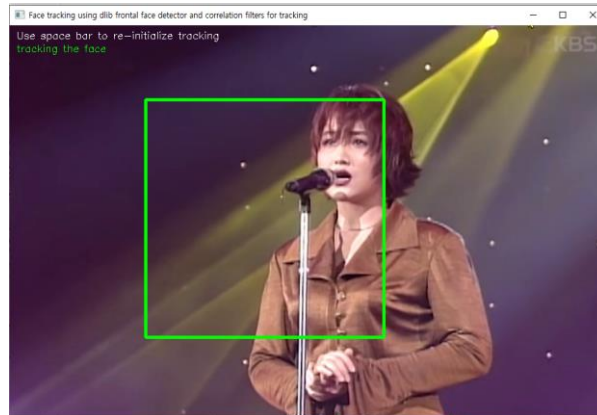 Face tracking using dlib frontal face detector and correlation filters for tracking
Use space bar to re-initialize tracking
tracking the face
KBS